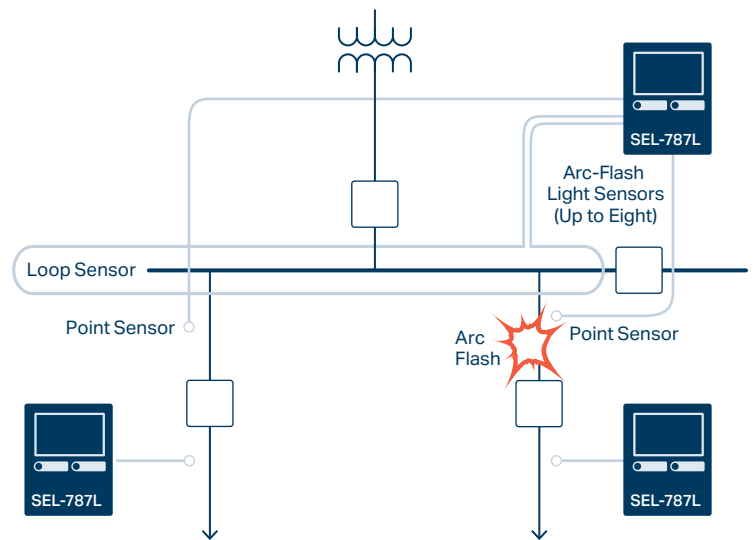 SEL-787L
Arc-Flash
Light Sensors
(Up to Eight)
Loop Sensor
Point Sensor
Arc
Flash
Point Sensor
SEL-787L
SEL-787L